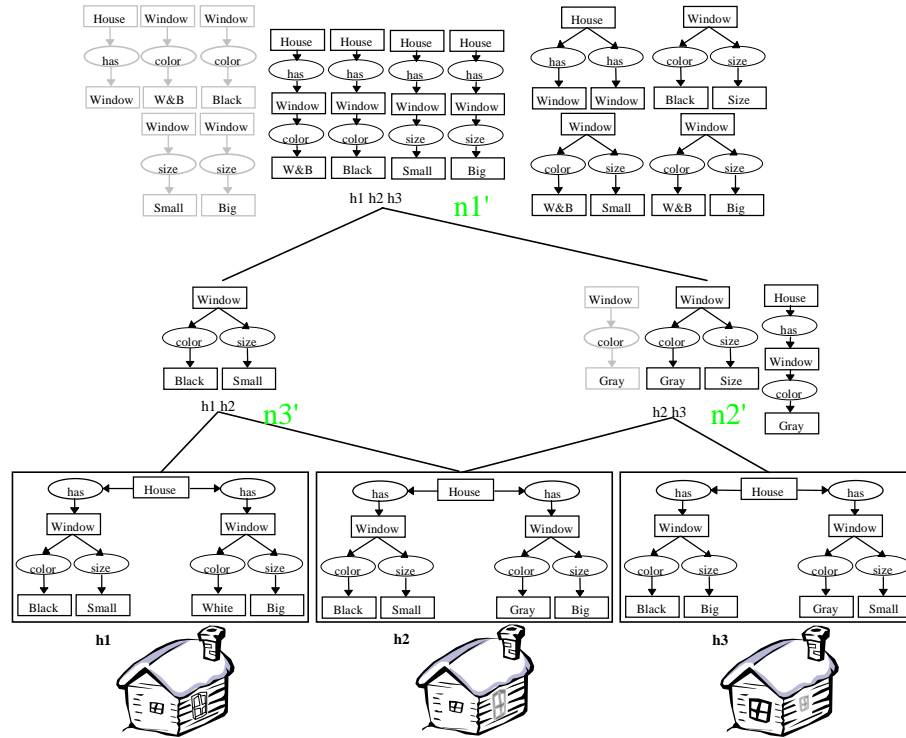 House Window Window
has color color
Window W&B Black
Window Window
size size
Small Big
House House House House
has has has has
Window Window Window Window
color color size size
W&B Black Small Big
House Window
has has color size
Window Window Black Size
Window Window
color size color size
W&B Small W&B Big
h1 h2 h3 n1'
Window
color size
Black Small
h1 h2 n3'
Window Window
color color size
Gray Gray Size
House
has
Window
color
Gray
h2 h3 n2'
has House has
Window Window
color size color size
Black Small White Big
h1
has House has
Window Window
color size color size
Black Small Gray Big
h2
has House has
Window Window
color size color size
Black Big Gray Small
h3